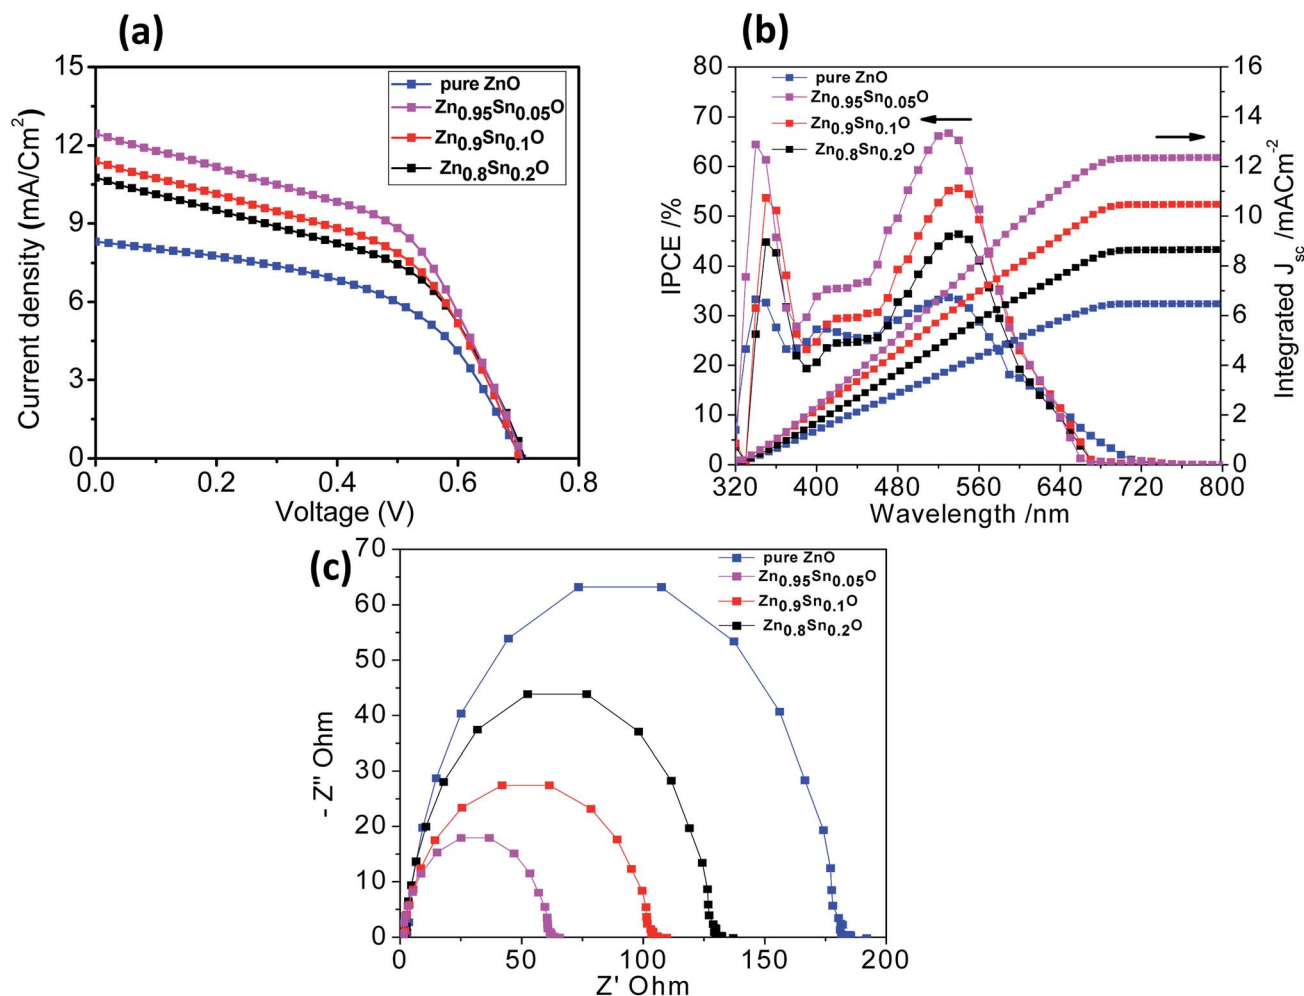 (a)
15
12
9
6
3
0
0.0 0.2 0.4 0.6 0.8
Current density (mA/Cm²)
Voltage (V)
pure ZnO
Zn0.95Sn0.05O
Zn0.9Sn0.1O
Zn0.8Sn0.2O
(b)
80
70
60
50
40
30
20
10
0
320 400 480 560 640 720 800
16
14
12
10
8
6
4
2
0
IPCE /%
Wavelength /nm
Integrated Jsc /mACm⁻²
pure ZnO
Zn0.95Sn0.05O
Zn0.9Sn0.1O
Zn0.8Sn0.2O
(c)
70
60
50
40
30
20
10
0
0 50 100 150 200
- Z" Ohm
Z' Ohm
pure ZnO
Zn0.95Sn0.05O
Zn0.9Sn0.1O
Zn0.8Sn0.2O